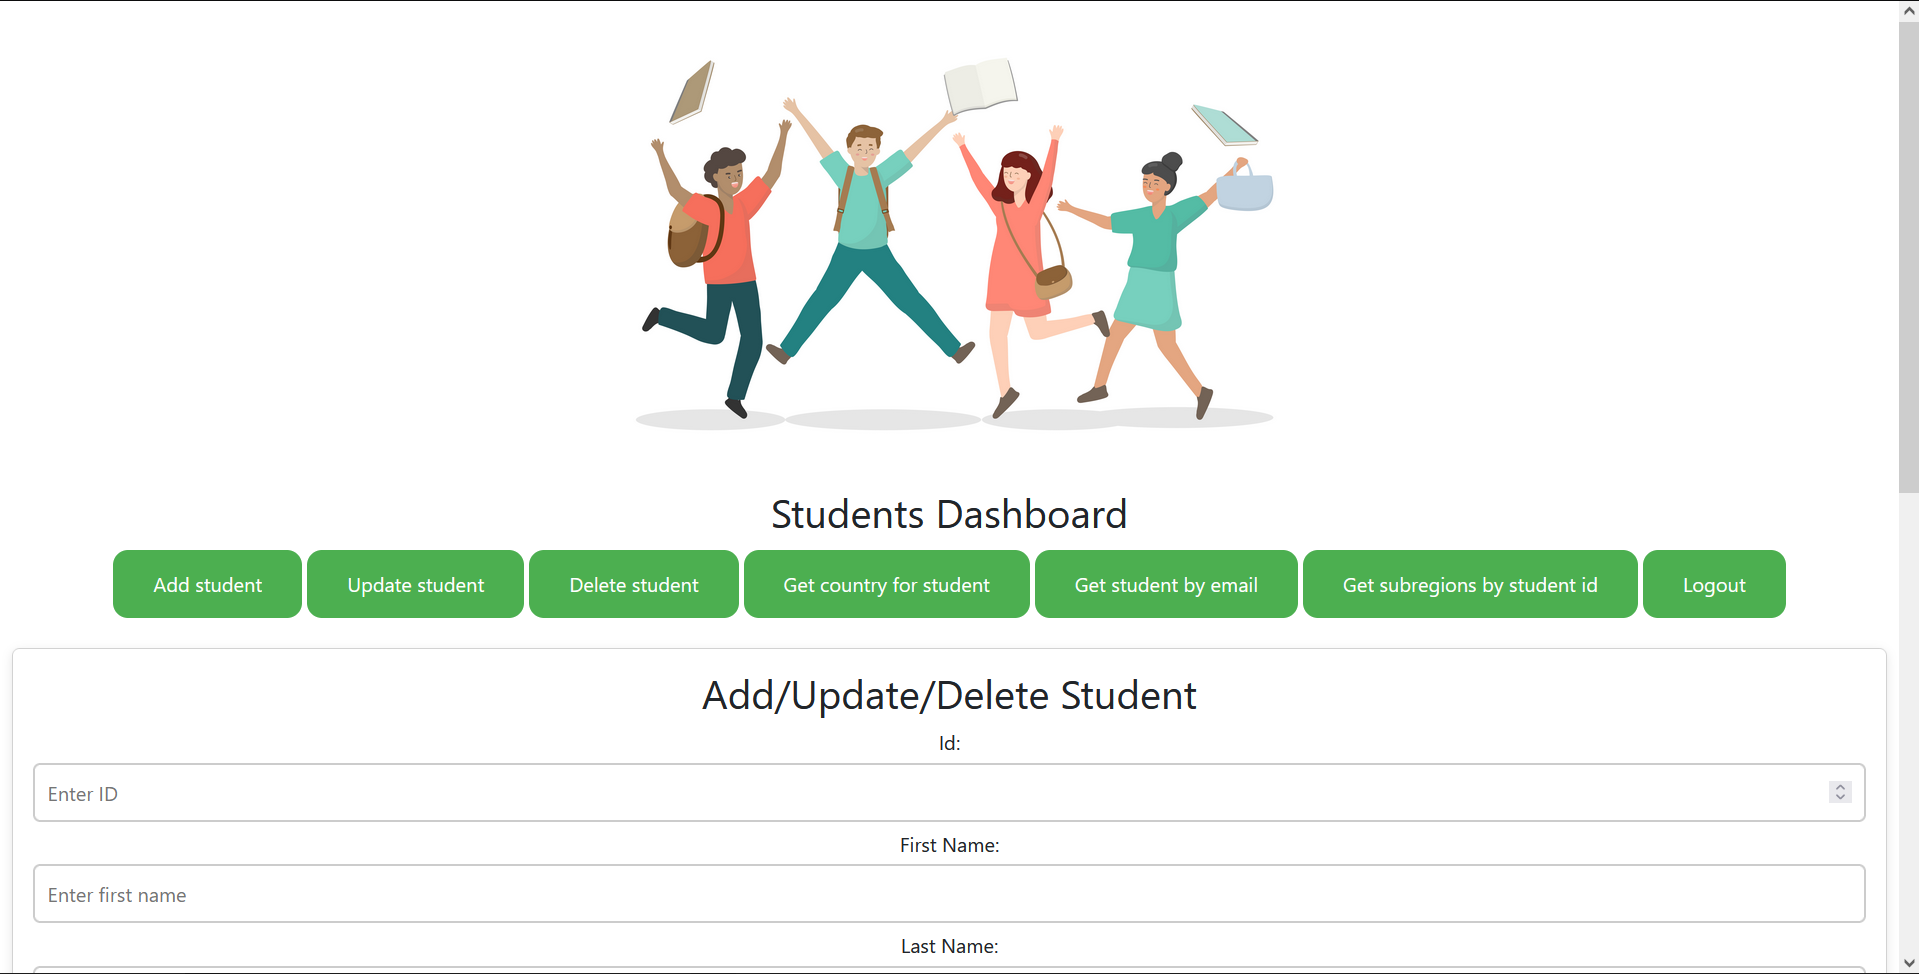 Students Dashboard
Add student Update student Delete student Get country for student Get student by email Get subregions by student id Logout
Add/Update/Delete Student
Id:
Enter ID
First Name:
Enter first name
Last Name: